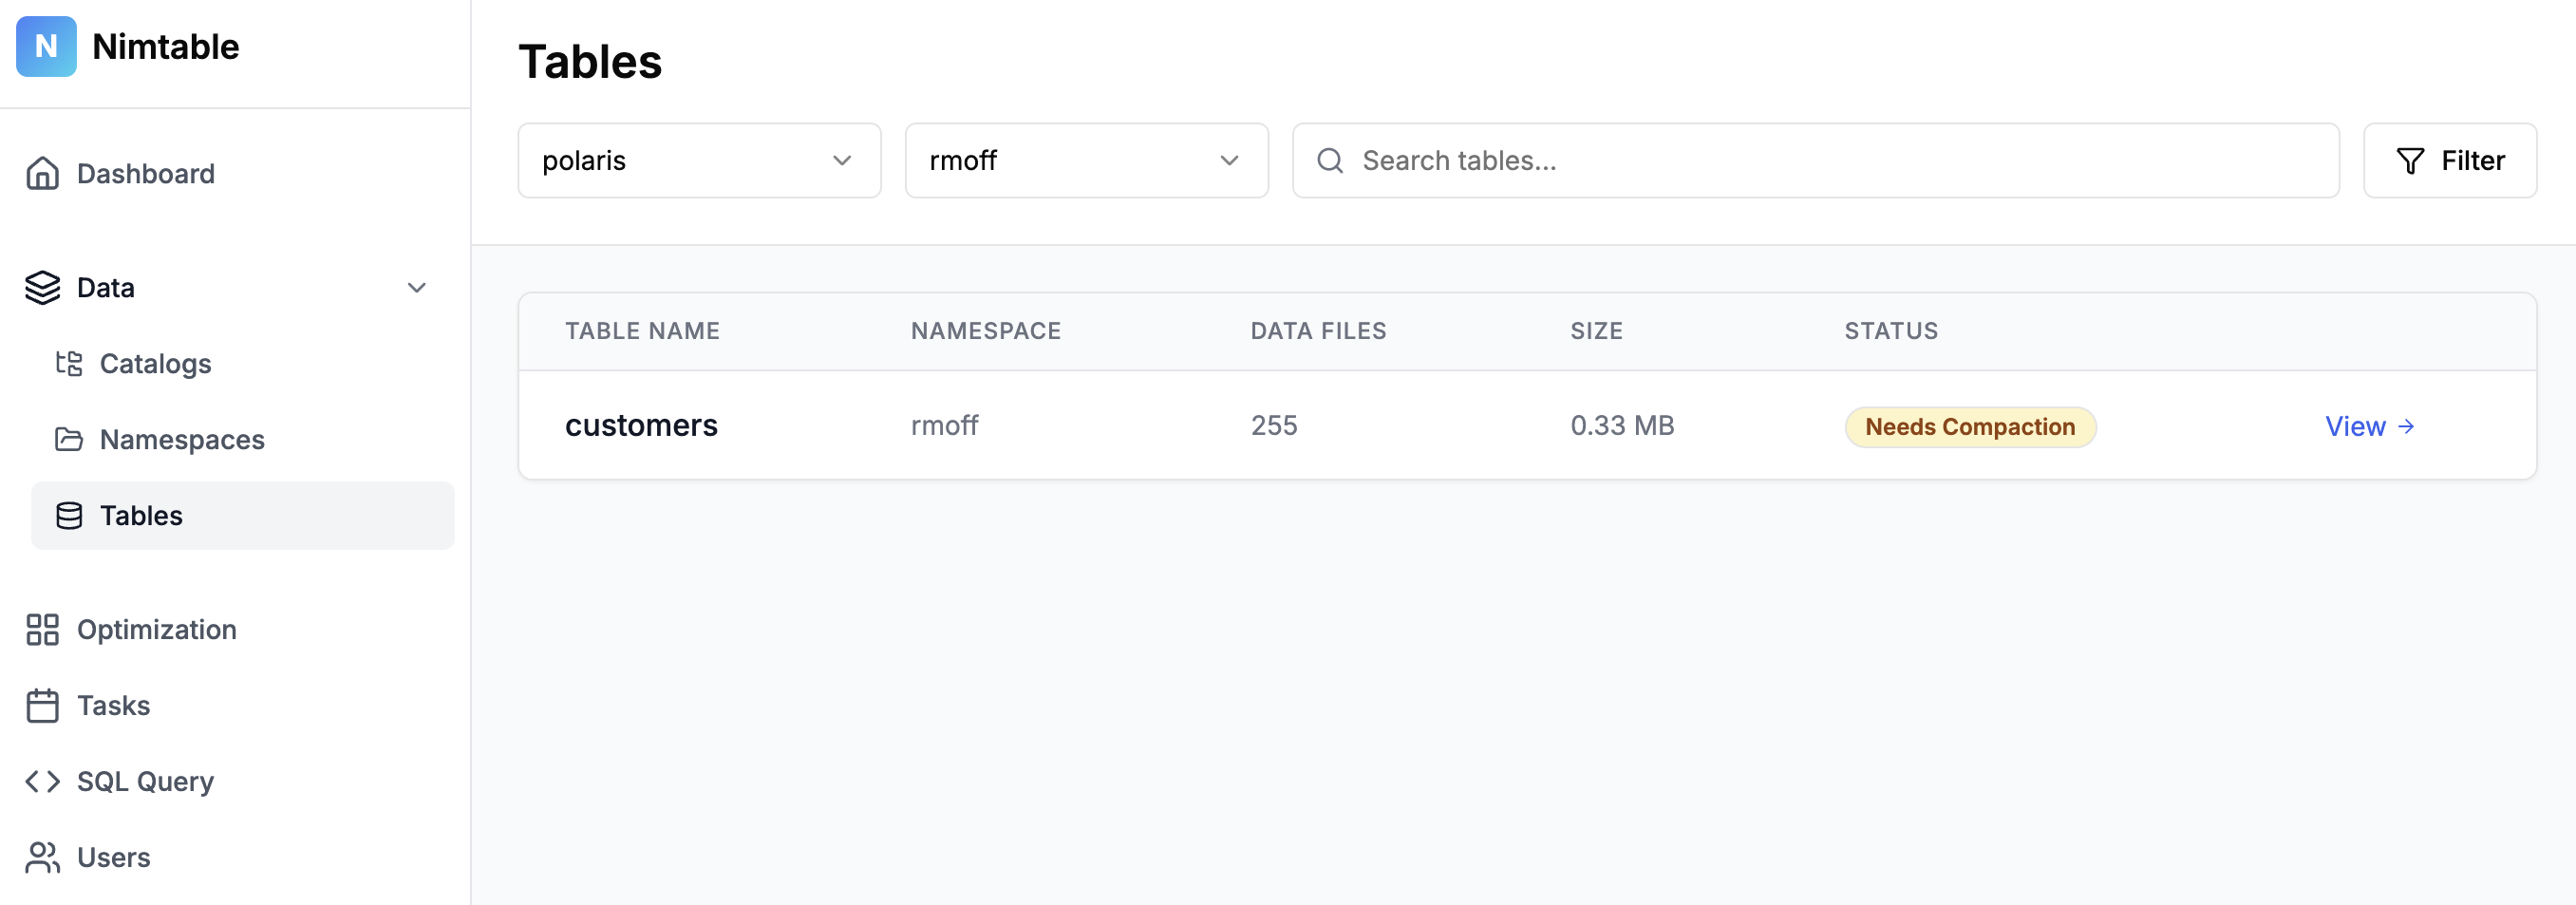 N Nimtable
Dashboard
Data
Catalogs
Namespaces
Tables
Optimization
Tasks
SQL Query
Users
Tables
polaris rmoff Search tables... Filter
TABLE NAME NAMESPACE DATA FILES SIZE STATUS
customers rmoff 255 0.33 MB Needs Compaction View →